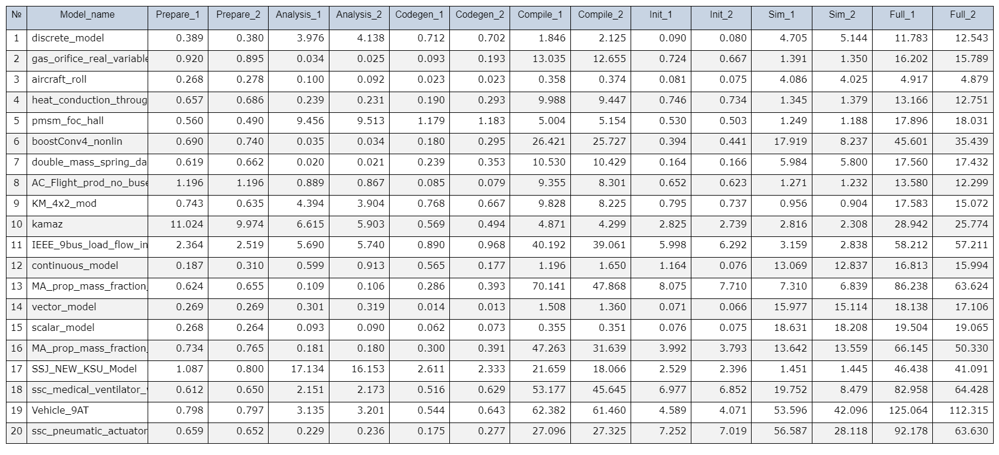 № Model_name Prepare_1 Prepare_2 Analysis_1 Analysis_2 Codegen_1 Codegen_2 Compile_1 Compile_2 Init_1 Init_2 Sim_1 Sim_2 Full_1 Full_2
1 discrete_model 0.389 0.380 3.976 4.138 0.712 0.702 1.846 2.125 0.090 0.080 4.705 5.144 11.783 12.543
2 gas_orifice_real_variable 0.920 0.895 0.034 0.025 0.093 0.193 13.035 12.655 0.724 0.667 1.391 1.350 16.202 15.789
3 aircraft_roll 0.268 0.278 0.100 0.092 0.023 0.023 0.358 0.374 0.081 0.075 4.086 4.025 4.917 4.879
4 heat_conduction_throug 0.657 0.686 0.239 0.231 0.190 0.293 9.988 9.447 0.746 0.734 1.345 1.379 13.166 12.751
5 pmsm_foc_hall 0.560 0.490 9.456 9.513 1.179 1.183 5.004 5.154 0.530 0.503 1.249 1.188 17.896 18.031
6 boostConv4_nonlin 0.690 0.740 0.035 0.034 0.180 0.295 26.421 25.727 0.394 0.441 17.919 8.237 45.601 35.439
7 double_mass_spring_da 0.619 0.662 0.020 0.021 0.239 0.353 10.530 10.429 0.164 0.166 5.984 5.800 17.560 17.432
8 AC_Flight_prod_no_buse 1.196 1.196 0.889 0.867 0.085 0.079 9.355 8.301 0.652 0.623 1.271 1.232 13.580 12.299
9 KM_4x2_mod 0.743 0.635 4.394 3.904 0.768 0.667 9.828 8.225 0.795 0.737 0.956 0.904 17.583 15.072
10 kamaz 11.024 9.974 6.615 5.903 0.569 0.494 4.871 4.299 2.825 2.739 2.816 2.308 28.942 25.774
11 IEEE_9bus_load_flow_in 2.364 2.519 5.690 5.740 0.890 0.968 40.192 39.061 5.998 6.292 3.159 2.838 58.212 57.211
12 continuous_model 0.187 0.310 0.599 0.913 0.565 0.177 1.196 1.650 1.164 0.076 13.069 12.837 16.813 15.994
13 MA_prop_mass_fraction_ 0.624 0.655 0.109 0.106 0.286 0.393 70.141 47.868 8.075 7.710 7.310 6.839 86.238 63.624
14 vector_model 0.269 0.269 0.301 0.319 0.014 0.013 1.508 1.360 0.071 0.066 15.977 15.114 18.138 17.106
15 scalar_model 0.268 0.264 0.093 0.090 0.062 0.073 0.355 0.351 0.076 0.075 18.631 18.208 19.504 19.065
16 MA_prop_mass_fraction_ 0.734 0.765 0.181 0.180 0.300 0.391 47.263 31.639 3.992 3.793 13.642 13.559 66.145 50.330
17 SSJ_NEW_KSU_Model 1.087 0.800 17.134 16.153 2.611 2.333 21.659 18.066 2.529 2.396 1.451 1.445 46.438 41.091
18 ssc_medical_ventilator_ 0.612 0.650 2.151 2.173 0.516 0.629 53.177 45.645 6.977 6.852 19.752 8.479 82.958 64.428
19 Vehicle_9AT 0.798 0.797 3.135 3.201 0.544 0.643 62.382 61.460 4.589 4.071 53.596 42.096 125.064 112.315
20 ssc_pneumatic_actuator 0.659 0.652 0.229 0.236 0.175 0.277 27.096 27.325 7.252 7.019 56.587 28.118 92.178 63.630